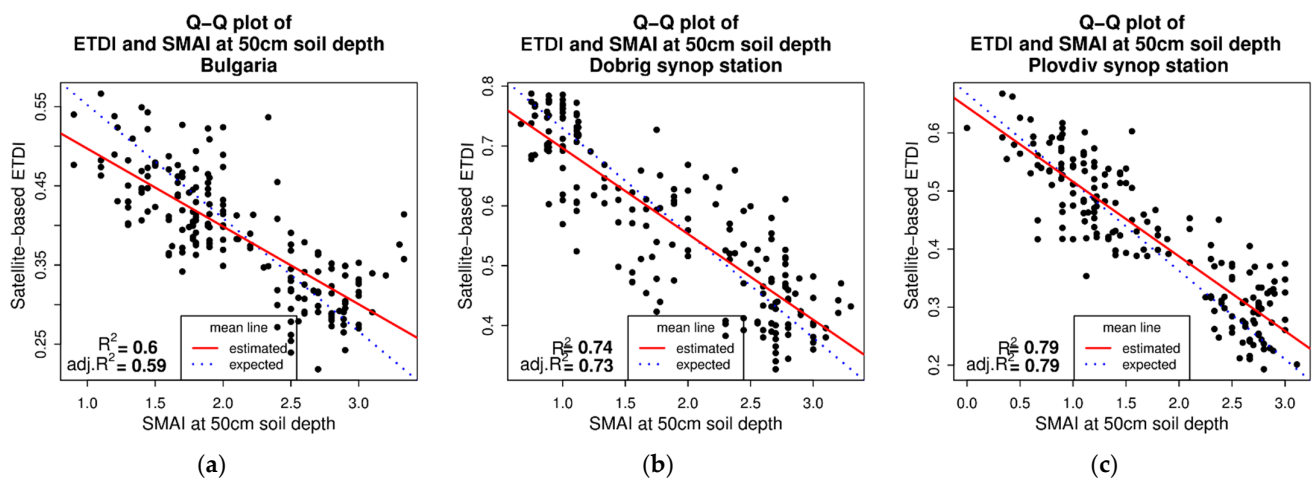 Q–Q plot of
ETDI and SMAI at 50cm soil depth
Bulgaria
Satellite-based ETDI
0.55
0.45
0.35
0.25
R² = 0.6
adj.R² = 0.59
mean line
estimated
expected
1.0 1.5 2.0 2.5 3.0
SMAI at 50cm soil depth
(a)
Q–Q plot of
ETDI and SMAI at 50cm soil depth
Dobrig synop station
Satellite-based ETDI
0.8
0.7
0.6
0.5
0.4
R² = 0.74
adj.R² = 0.73
mean line
estimated
expected
1.0 1.5 2.0 2.5 3.0
SMAI at 50cm soil depth
(b)
Q–Q plot of
ETDI and SMAI at 50cm soil depth
Plovdiv synop station
Satellite-based ETDI
0.6
0.5
0.4
0.3
0.2
R² = 0.79
adj.R² = 0.79
mean line
estimated
expected
0.0 0.5 1.0 1.5 2.0 2.5 3.0
SMAI at 50cm soil depth
(c)